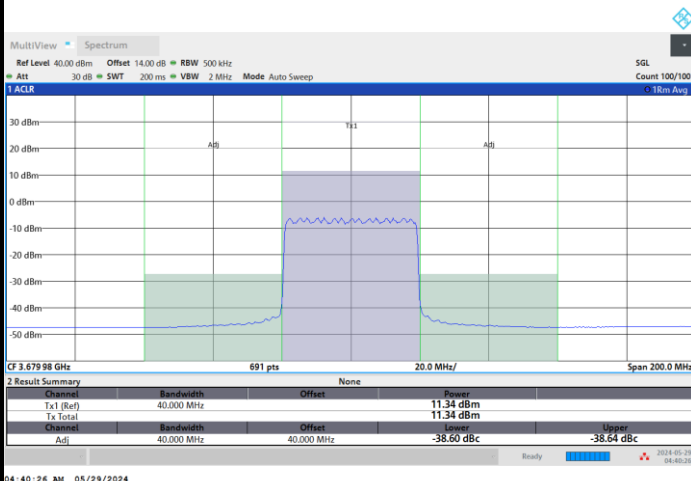 MultiView Spectrum
Ref Level 40.00 dBm Offset 14.00 dB RBW 500 kHz SGL
Att 30 dB SWT 200 ms VBW 2 MHz Mode Auto Sweep Count 100/100
1 ACLR 1Rm Avg
30 dBm
Tx1
20 dBm
Adj Adj
10 dBm
0 dBm
-10 dBm
-20 dBm
-30 dBm
-40 dBm
-50 dBm
CF 3.679 98 GHz 691 pts 20.0 MHz/ Span 200.0 MHz
2 Result Summary None
Channel Bandwidth Offset Power
Tx1 (Ref) 40.000 MHz 11.34 dBm
Tx Total 11.34 dBm
Channel Bandwidth Offset Lower Upper
Adj 40.000 MHz 40.000 MHz -38.60 dBc -38.64 dBc
Ready 2024-05-29
04:40:26
04:40:26 AM 05/29/2024